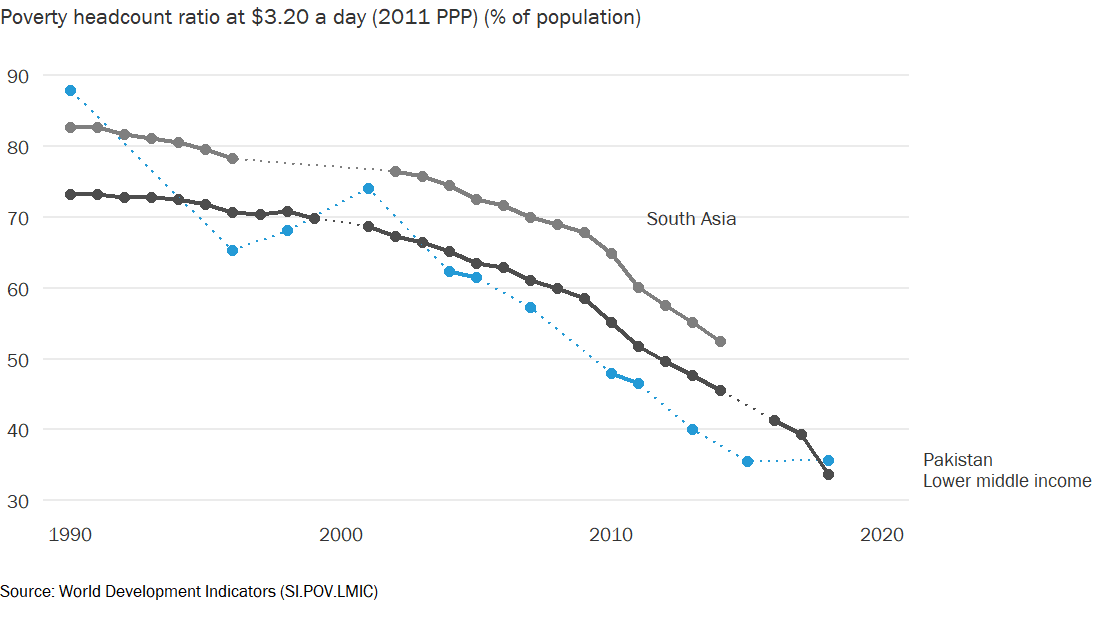 Poverty headcount ratio at $3.20 a day (2011 PPP) (% of population)
90
80
70
South Asia
60
50
40
Pakistan
Lower middle income
30
1990 2000 2010 2020
Source: World Development Indicators (SI.POV.LMIC)